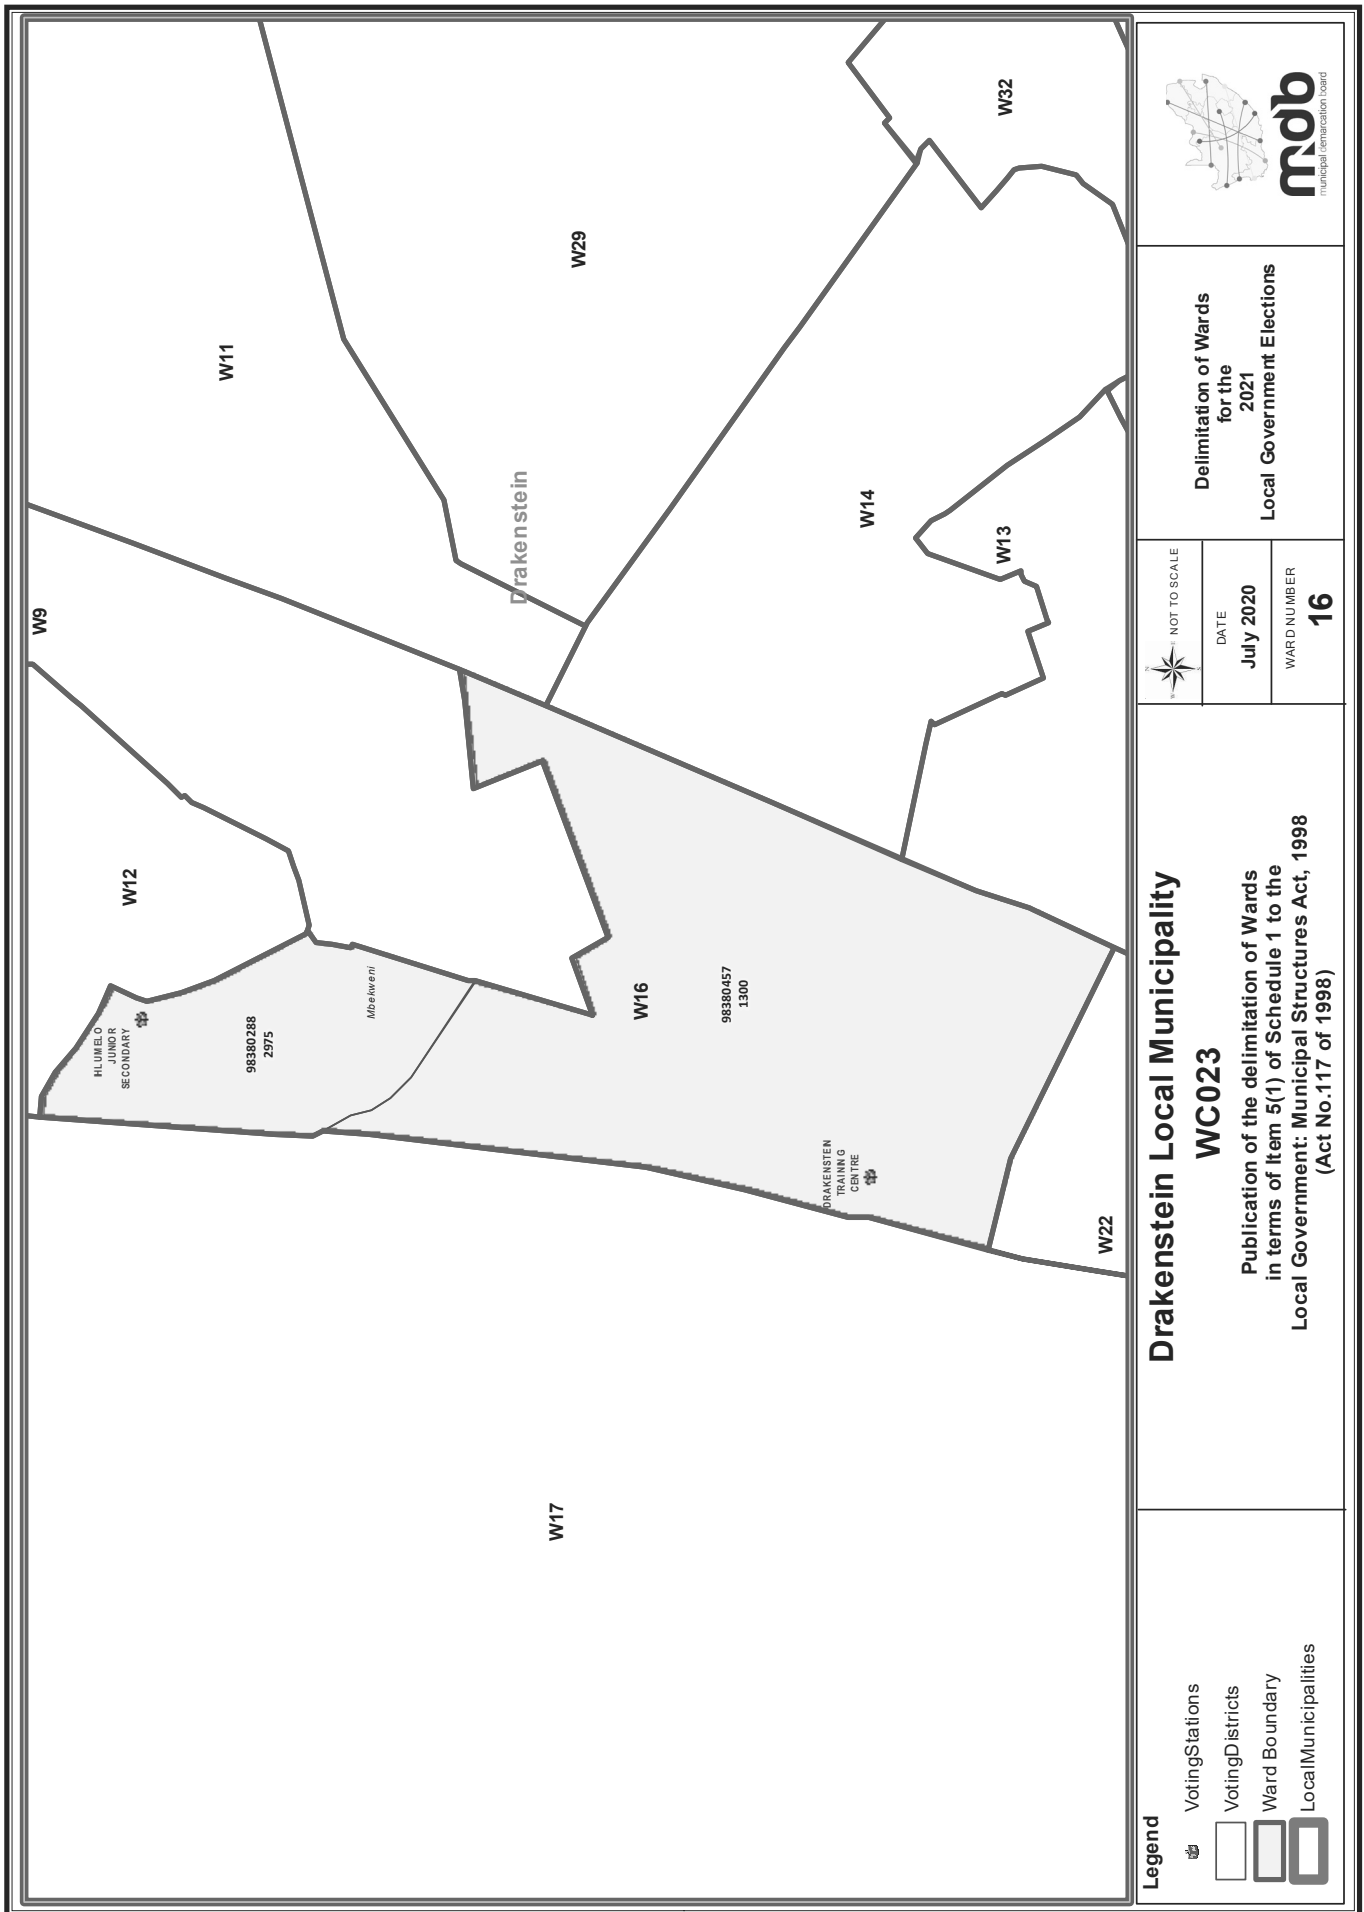 W9
W11
W12
W29
W32
Drakenstein
HLUMELO
JUNIOR
SECONDARY
98380288
2975
Mbekweni
W14
W13
W16
98380457
1300
DRAKENSTEN
TRAINING
CENTRE
W17
W22
Legend
VotingStations
VotingDistricts
Ward Boundary
LocalMunicipalities
Drakenstein Local Municipality
WC023
Publication of the delimitation of Wards
in terms of Item 5(1) of Schedule 1 to the
Local Government: Municipal Structures Act, 1998
(Act No.117 of 1998)
N
E
S
W
NOT TO SCALE
DATE
July 2020
WARD NUMBER
16
Delimitation of Wards
for the
2021
Local Government Elections
mdb
municipal demarcation board